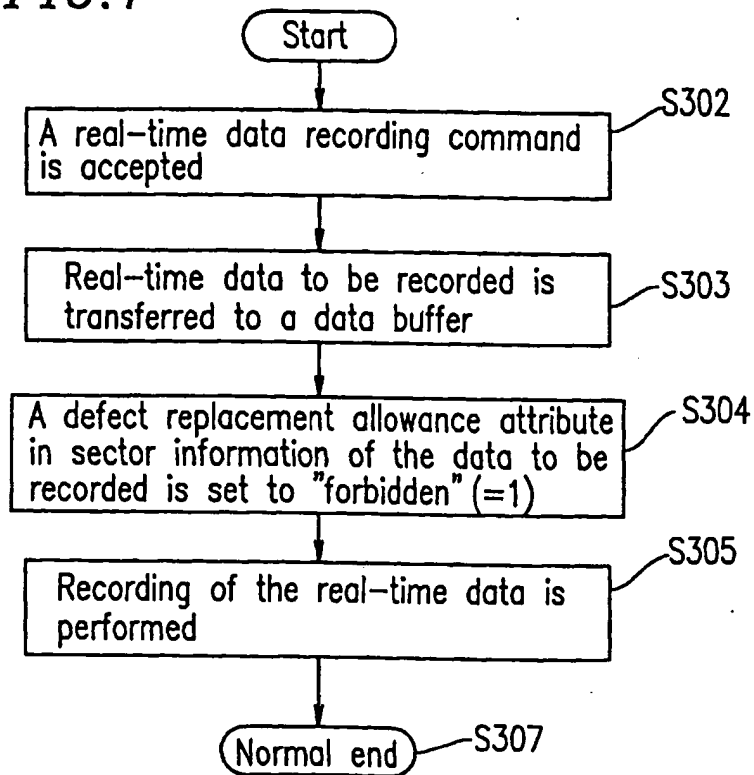 FIG.7
Start
S302
A real-time data recording command
is accepted
Real-time data to be recorded is
transferred to a data buffer
S303
A defect replacement allowance attribute
in sector information of the data to be
recorded is set to "forbidden" (=1)
S304
S305
Recording of the real-time data is
performed
Normal end
S307